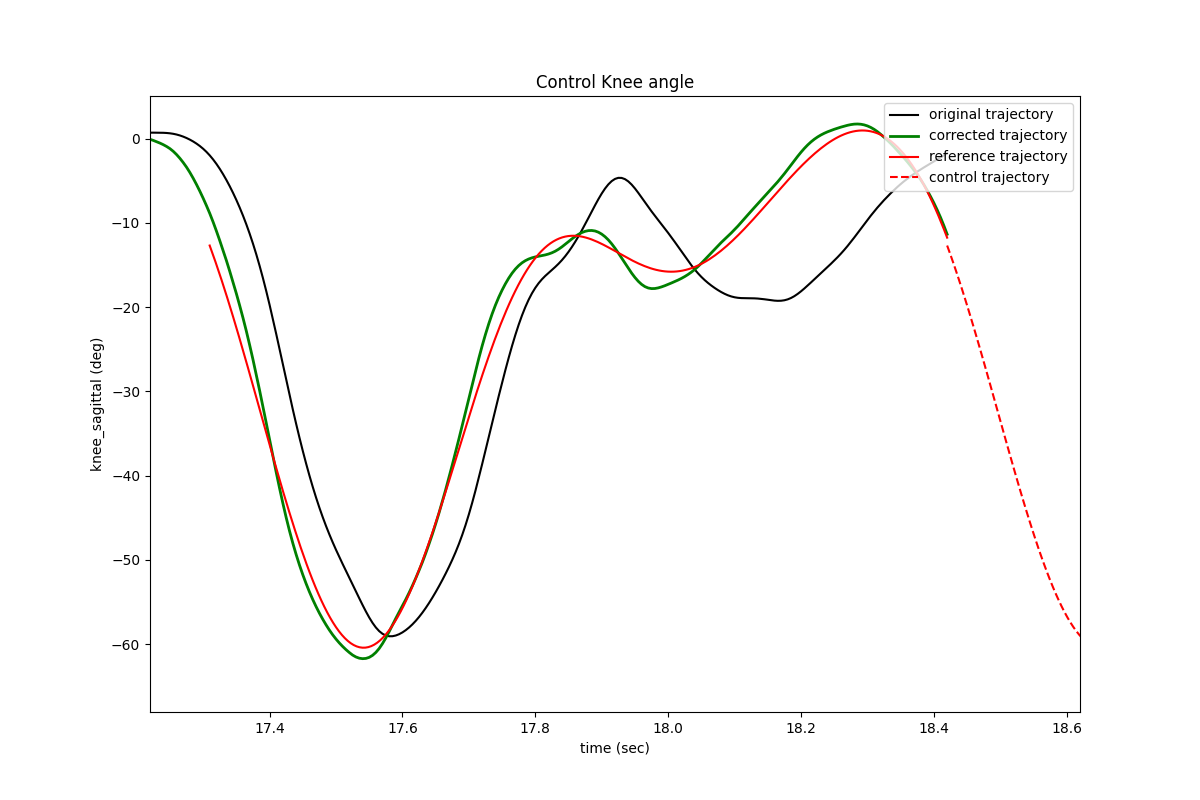 Control Knee angle
original trajectory
corrected trajectory
reference trajectory
control trajectory
knee_sagittal (deg)
0
−10
−20
−30
−40
−50
−60
17.4 17.6 17.8 18.0 18.2 18.4 18.6
time (sec)